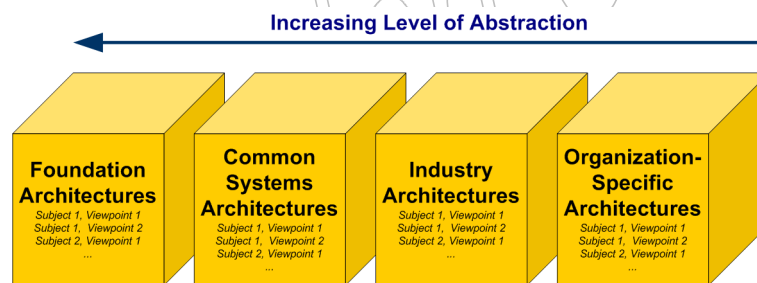 Increasing Level of Abstraction
Foundation
Architectures
Subject 1, Viewpoint 1
Subject 1, Viewpoint 2
Subject 2, Viewpoint 1
...
Common
Systems
Architectures
Subject 1, Viewpoint 1
Subject 1, Viewpoint 2
Subject 2, Viewpoint 1
...
Industry
Architectures
Subject 1, Viewpoint 1
Subject 1, Viewpoint 2
Subject 2, Viewpoint 1
...
Organization-
Specific
Architectures
Subject 1, Viewpoint 1
Subject 1, Viewpoint 2
Subject 2, Viewpoint 1
...